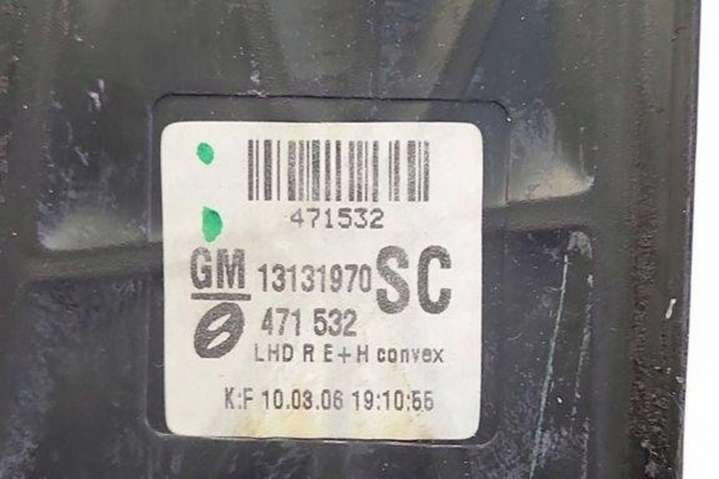 471532
GM 13131970 SC
471 532
LHD R E+H convex
K:F 10.03.06 19:10:55